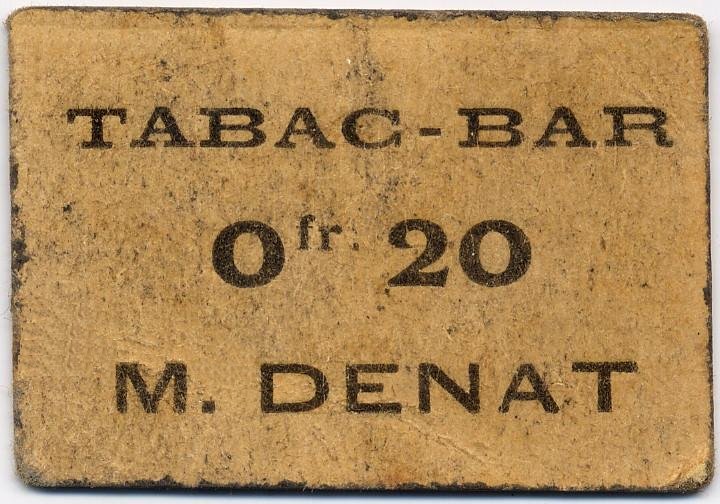 TABAC-BAR
0fr. 20
M. DENAT